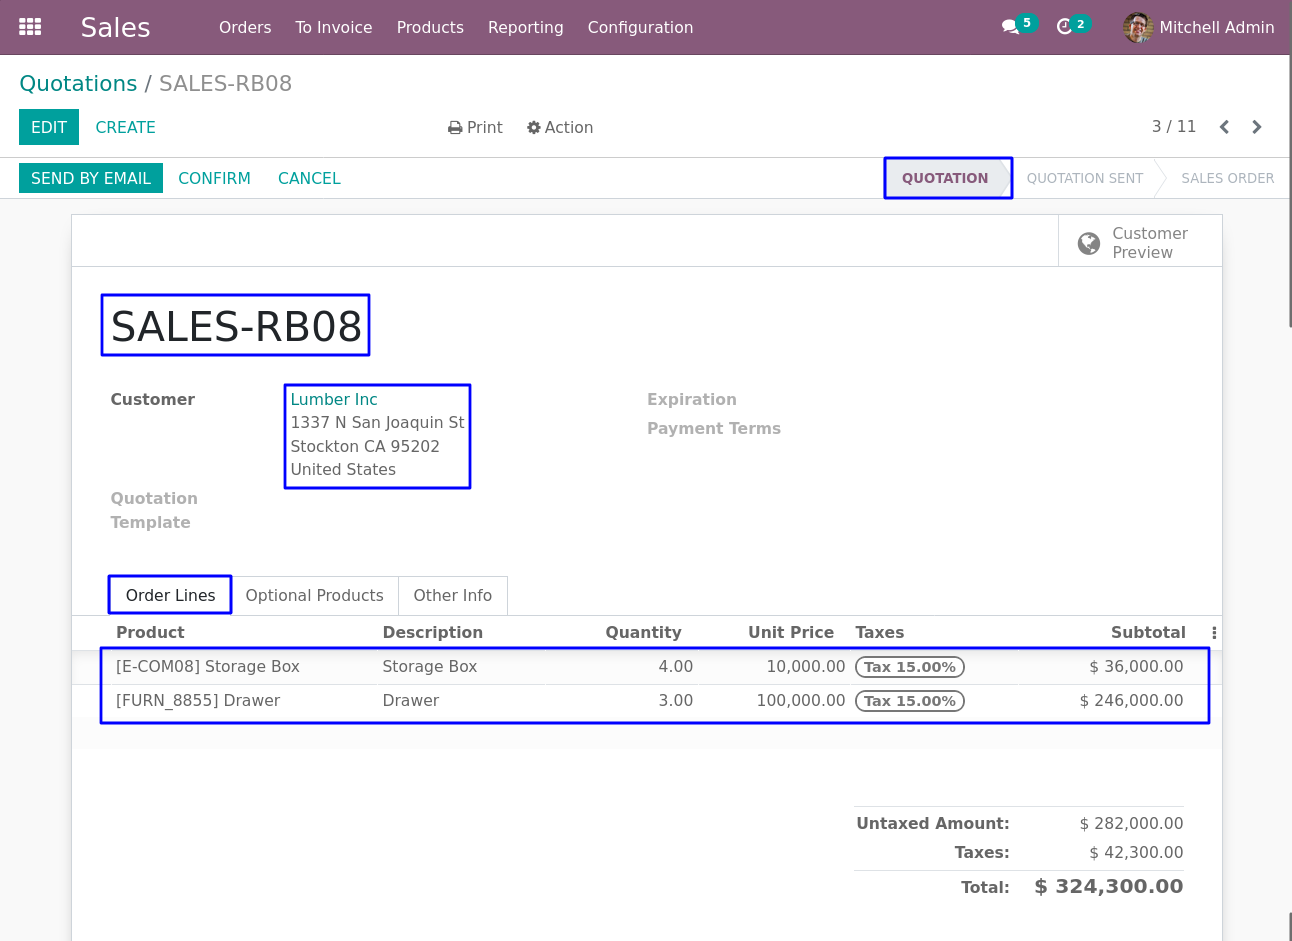 Sales Orders To Invoice Products Reporting Configuration 5 2 Mitchell Admin
Quotations / SALES-RB08
EDIT CREATE Print Action 3 / 11
SEND BY EMAIL CONFIRM CANCEL QUOTATION QUOTATION SENT SALES ORDER
Customer
Preview
SALES-RB08
Customer Lumber Inc Expiration
1337 N San Joaquin St Payment Terms
Stockton CA 95202
United States
Quotation
Template
Order Lines Optional Products Other Info
Product Description Quantity Unit Price Taxes Subtotal
[E-COM08] Storage Box Storage Box 4.00 10,000.00 Tax 15.00% $ 36,000.00
[FURN_8855] Drawer Drawer 3.00 100,000.00 Tax 15.00% $ 246,000.00
Untaxed Amount: $ 282,000.00
Taxes: $ 42,300.00
Total: $ 324,300.00